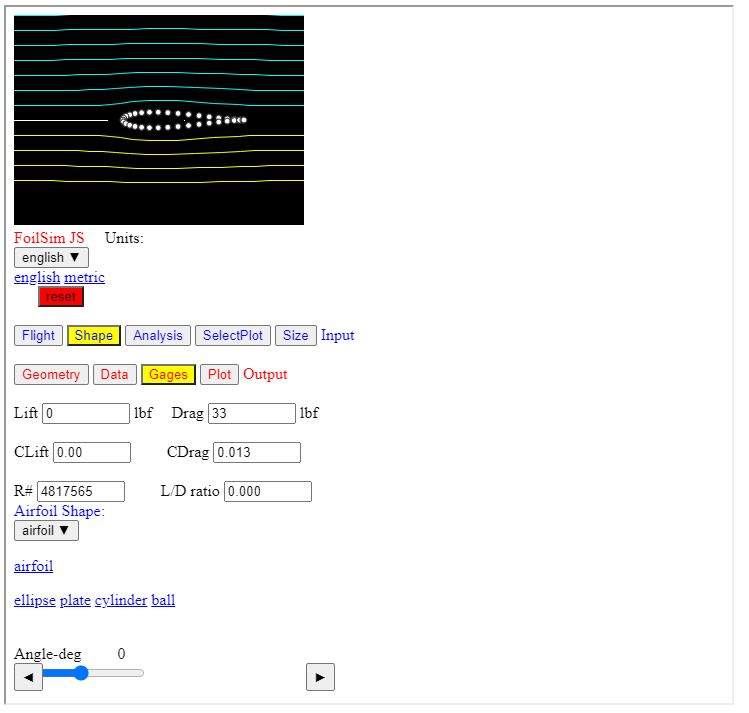 FoilSim JS Units:
english ▼
english metric
reset
Flight Shape Analysis SelectPlot Size Input
Geometry Data Gages Plot Output
Lift 0 lbf Drag 33 lbf
CLift 0.00 CDrag 0.013
R# 4817565 L/D ratio 0.000
Airfoil Shape:
airfoil ▼
airfoil
ellipse plate cylinder ball
Angle-deg 0
◄ ►